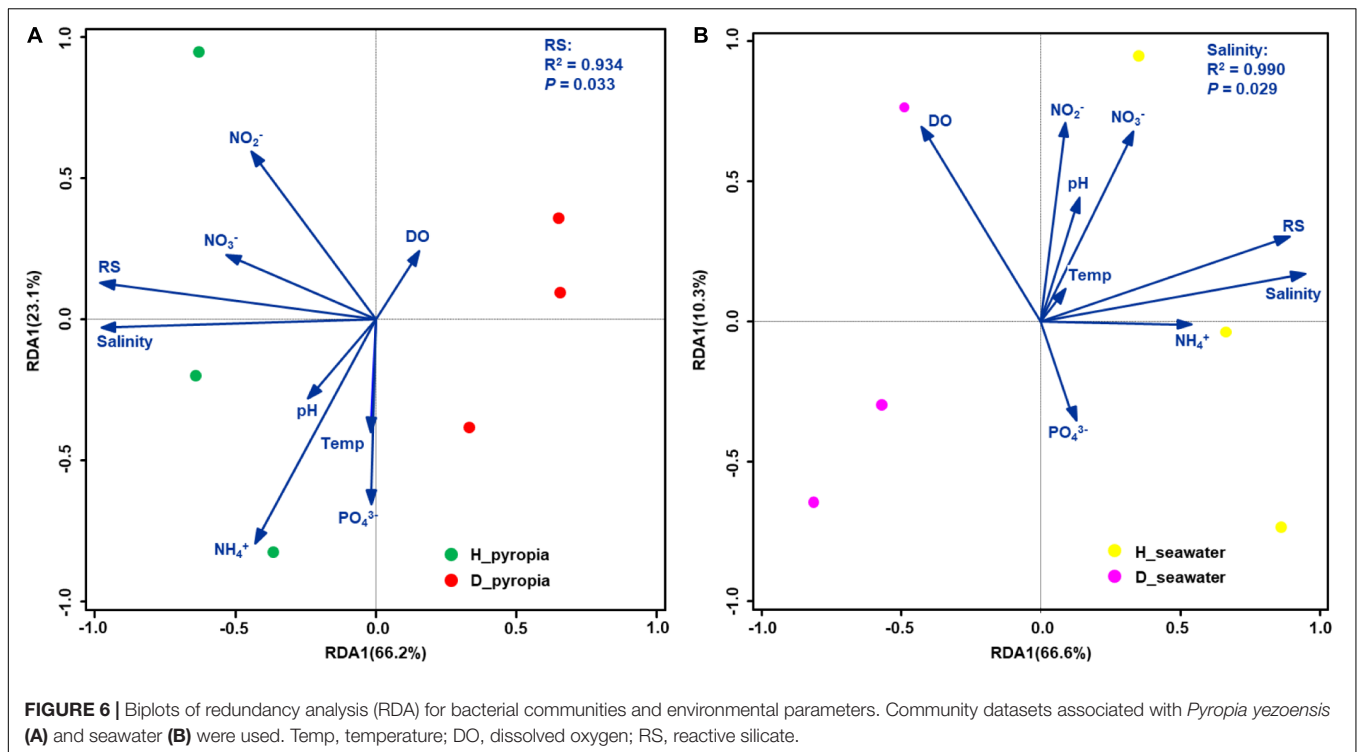 A
RS:
R² = 0.934
P = 0.033
NO₂⁻
NO₃⁻
DO
RS
Salinity
pH
Temp
PO₄³⁻
NH₄⁺
H_pyropia
D_pyropia
1.0
0.5
0.0
-0.5
-1.0
RDA1(23.1%)
-1.0 -0.5 0.0 0.5 1.0
RDA1(66.2%)
B
Salinity:
R² = 0.990
P = 0.029
DO
NO₂⁻
NO₃⁻
pH
RS
Temp
Salinity
NH₄⁺
PO₄³⁻
H_seawater
D_seawater
1.0
0.5
0.0
-0.5
-1.0
RDA1(10.3%)
-1.0 -0.5 0.0 0.5 1.0
RDA1(66.6%)
FIGURE 6 | Biplots of redundancy analysis (RDA) for bacterial communities and environmental parameters. Community datasets associated with Pyropia yezoensis
(A) and seawater (B) were used. Temp, temperature; DO, dissolved oxygen; RS, reactive silicate.